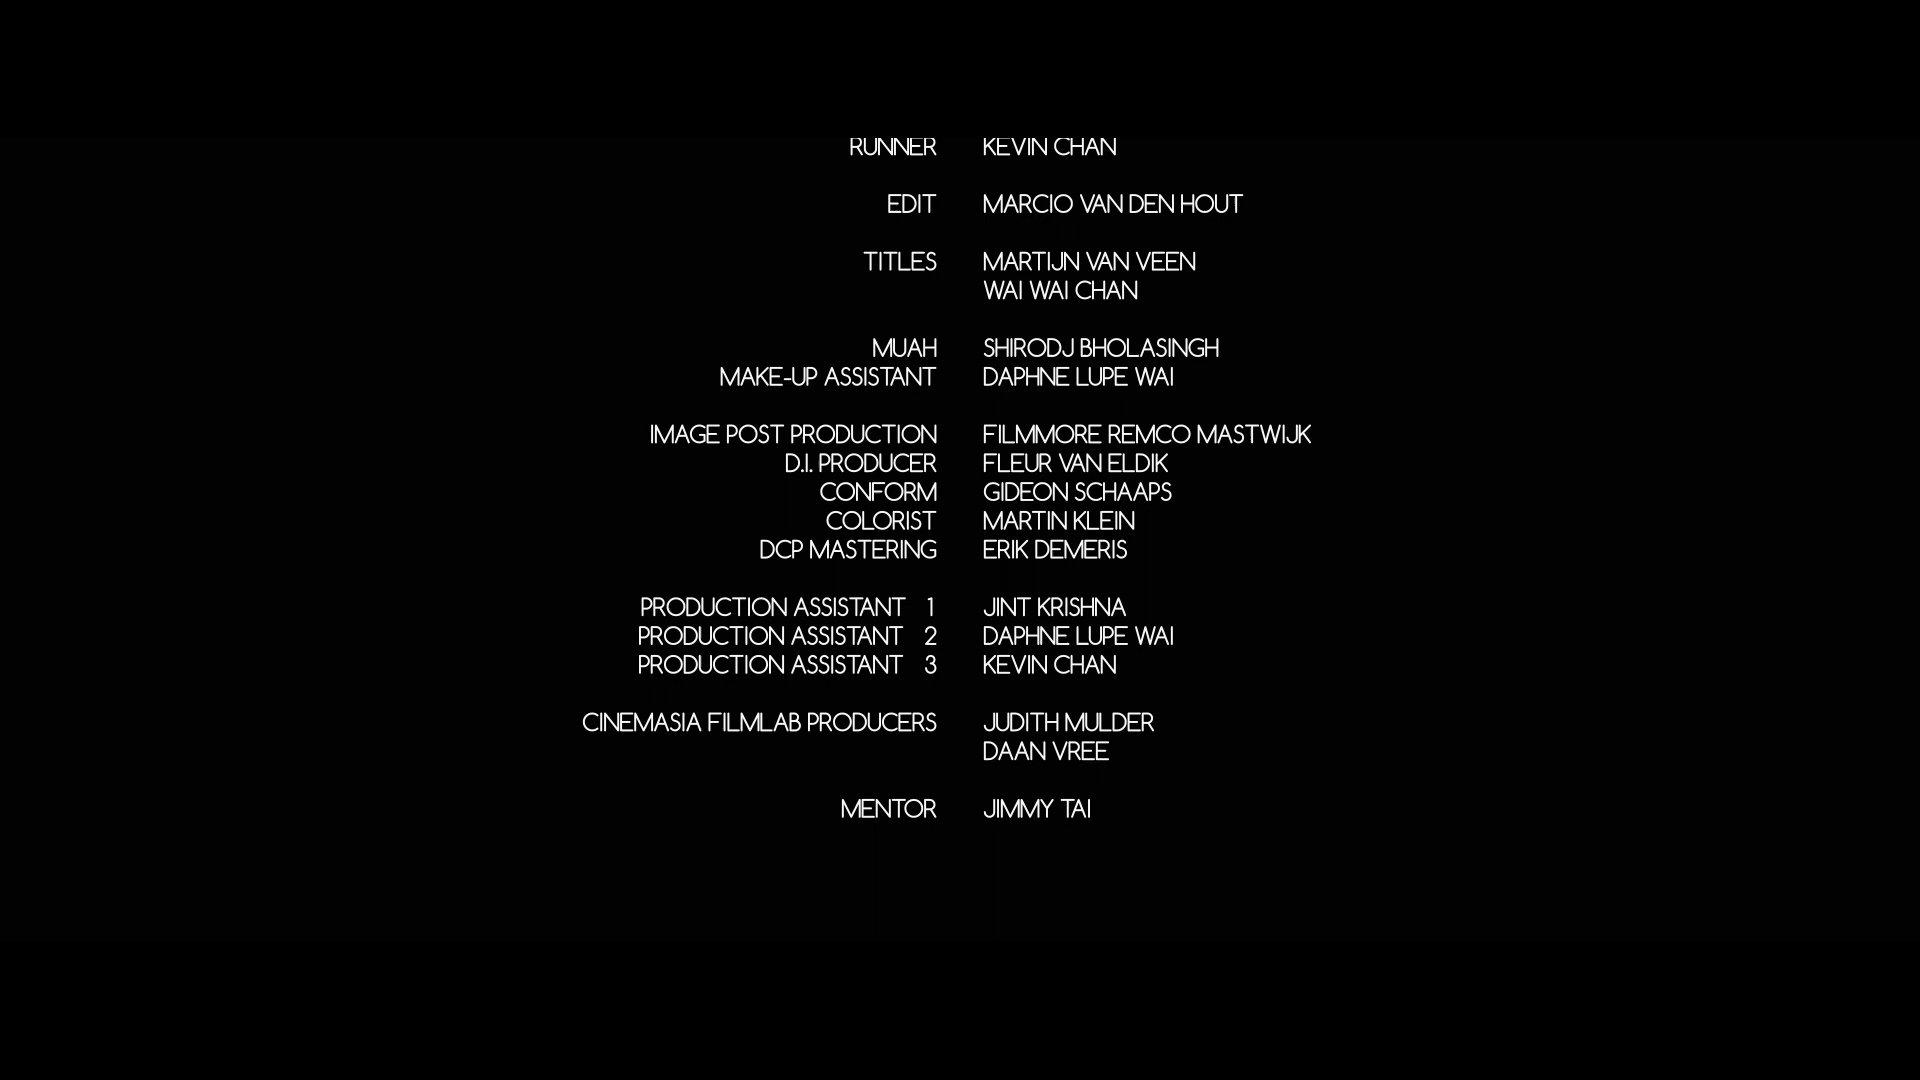 RUNNER KEVIN CHAN
EDIT MARCIO VAN DEN HOUT
TITLES MARTIJN VAN VEEN
WAI WAI CHAN
MUAH SHIRODJ BHOLASINGH
MAKE-UP ASSISTANT DAPHNE LUPE WAI
IMAGE POST PRODUCTION FILMMORE REMCO MASTWIJK
D.I. PRODUCER FLEUR VAN ELDIK
CONFORM GIDEON SCHAAPS
COLORIST MARTIN KLEIN
DCP MASTERING ERIK DEMERIS
PRODUCTION ASSISTANT 1 JINT KRISHNA
PRODUCTION ASSISTANT 2 DAPHNE LUPE WAI
PRODUCTION ASSISTANT 3 KEVIN CHAN
CINEMASIA FILMLAB PRODUCERS JUDITH MULDER
DAAN VREE
MENTOR JIMMY TAI